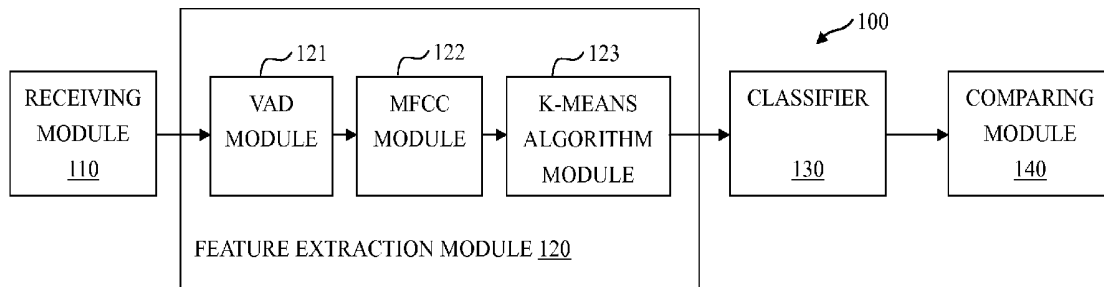 100
121
122
123
RECEIVING
MODULE
110
VAD
MODULE
MFCC
MODULE
K-MEANS
ALGORITHM
MODULE
CLASSIFIER
130
COMPARING
MODULE
140
FEATURE EXTRACTION MODULE 120